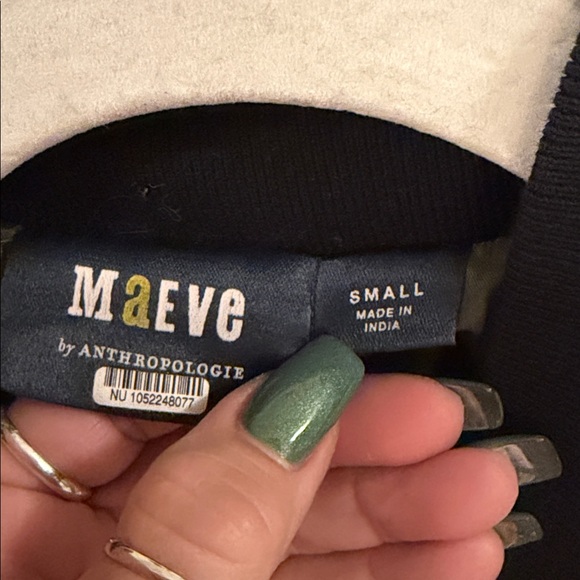 MaEVe
by ANTHROPOLOGIE
NU 1052248077
SMALL
MADE IN
INDIA